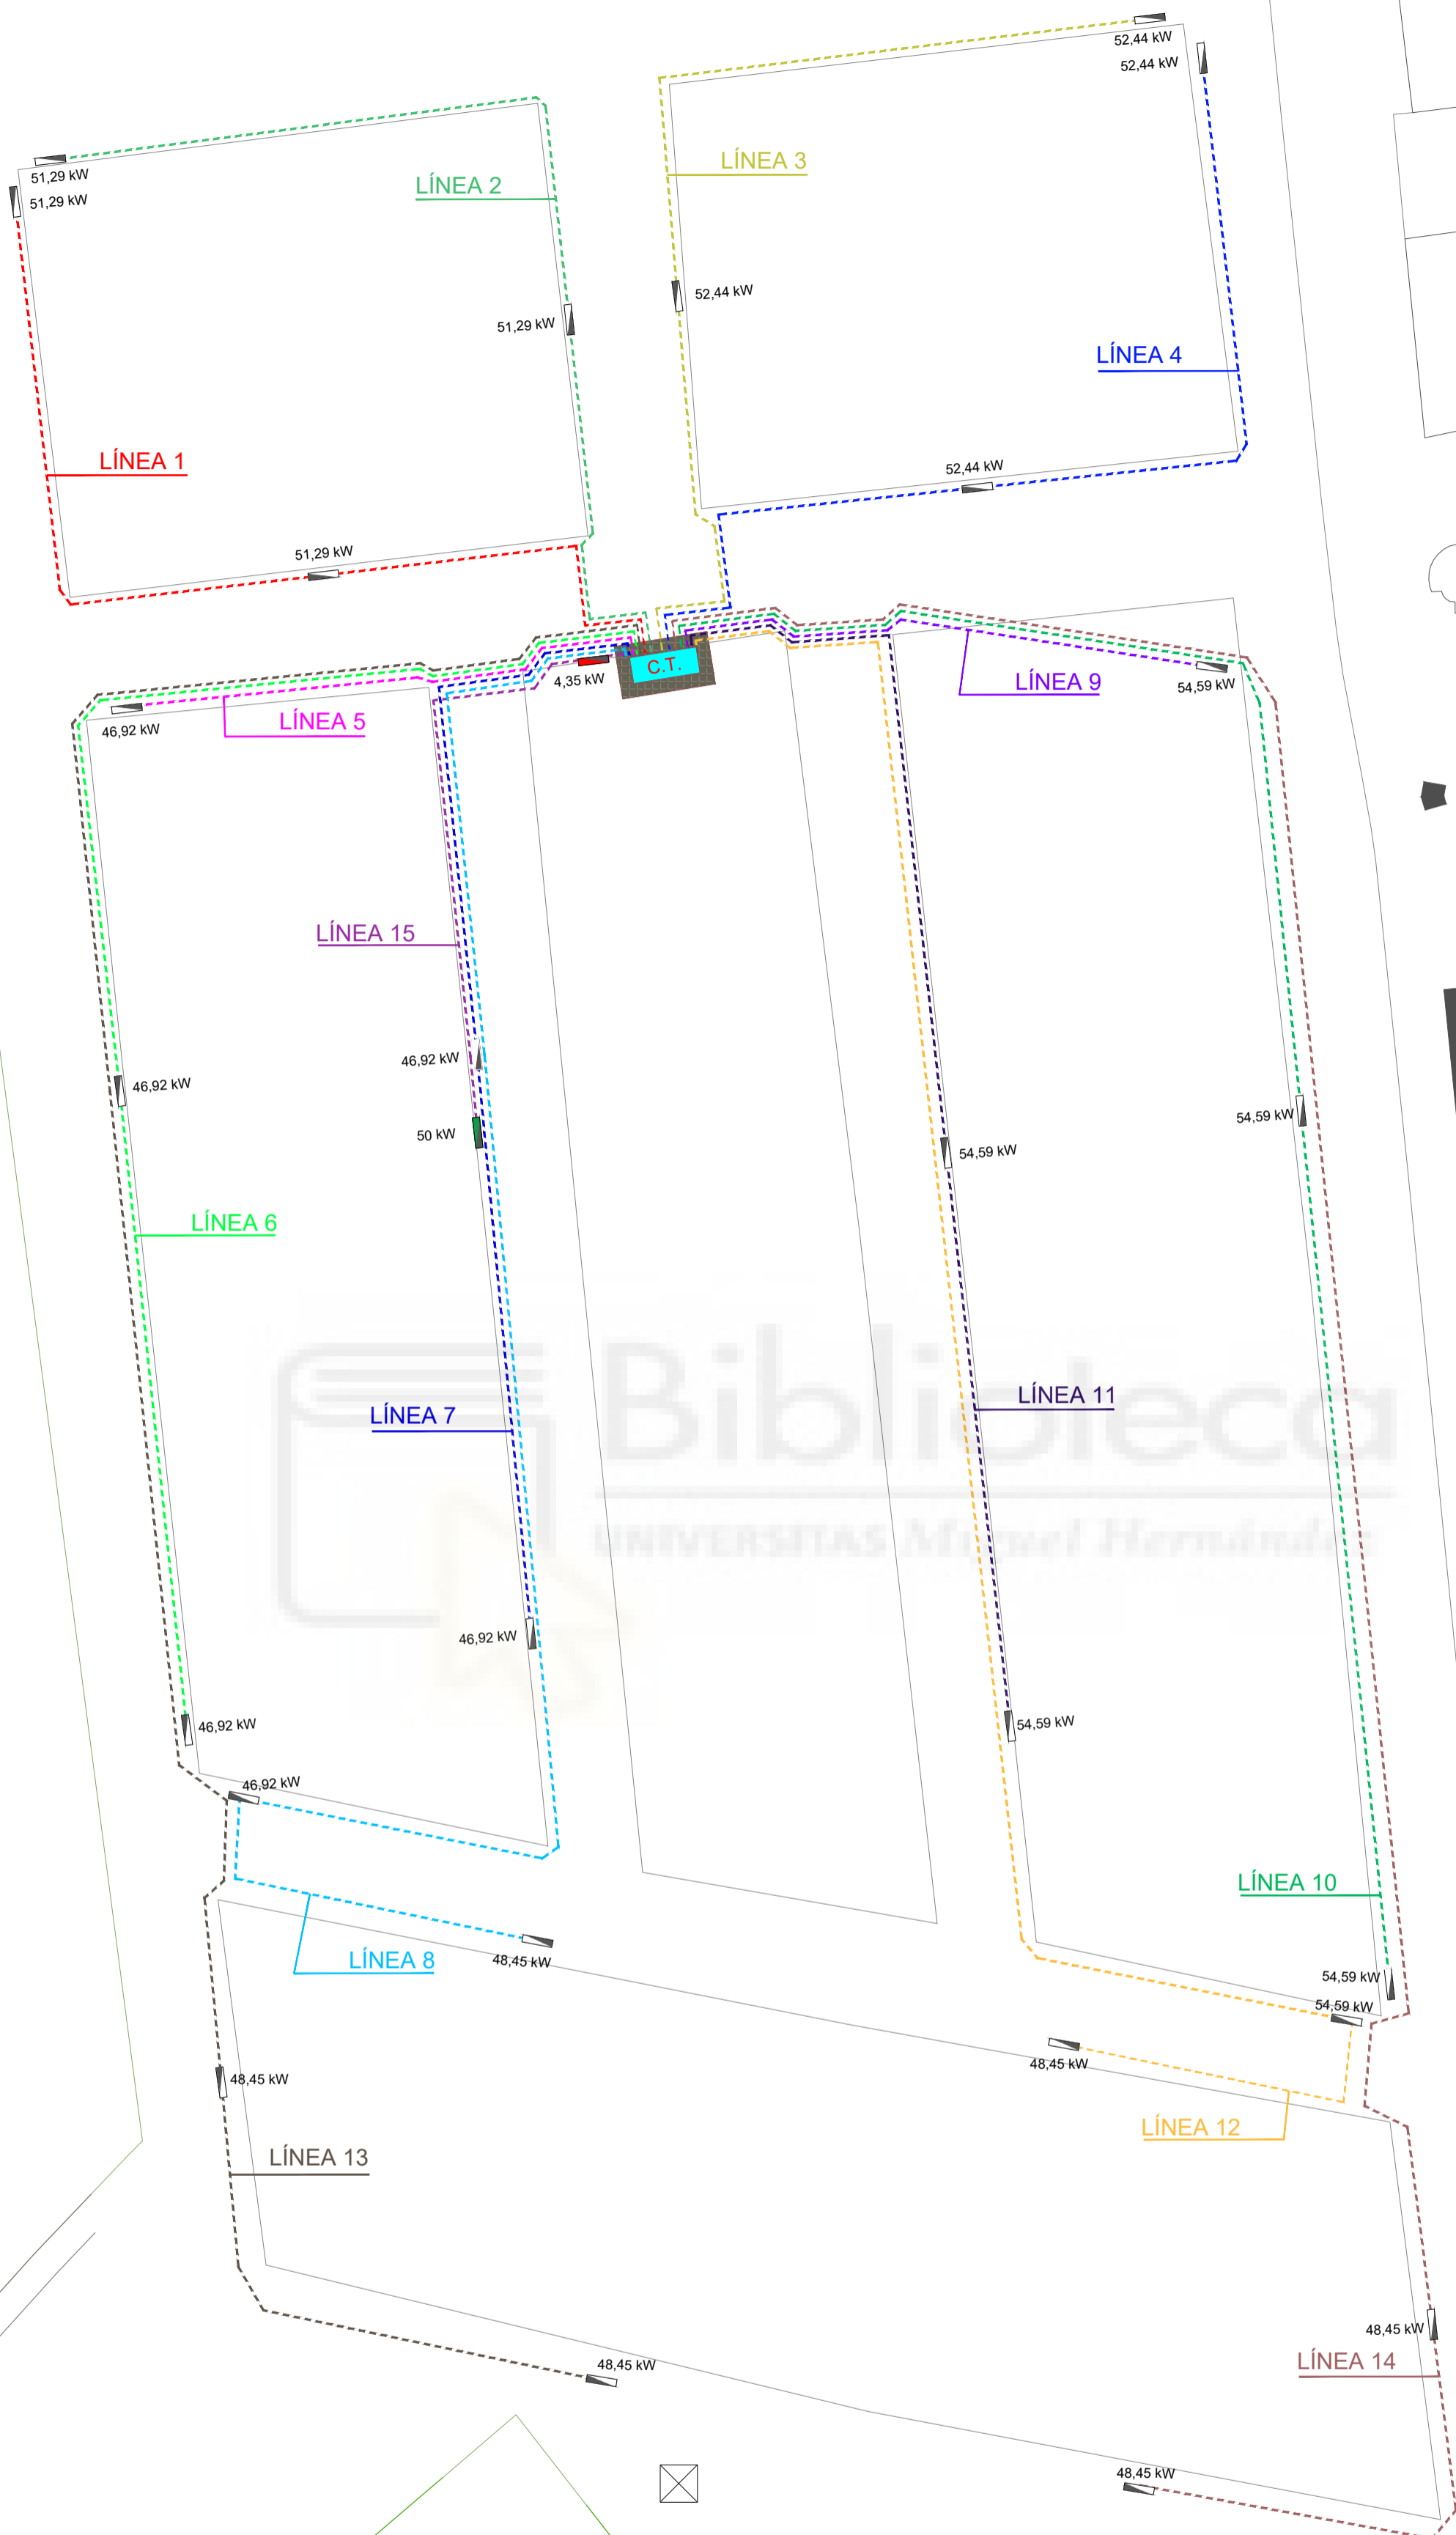 52,44 kW
52,44 kW
LÍNEA 3
51,29 kW
LÍNEA 2
51,29 kW
52,44 kW
51,29 kW
LÍNEA 4
LÍNEA 1
52,44 kW
51,29 kW
C.T.
4,35 kW
LÍNEA 9
54,59 kW
LÍNEA 5
46,92 kW
LÍNEA 15
46,92 kW
46,92 kW
54,59 kW
50 kW
54,59 kW
LÍNEA 6
LÍNEA 11
LÍNEA 7
Biblioteca
UNIVERSITAS Miguel Hernández
46,92 kW
54,59 kW
46,92 kW
46,92 kW
LÍNEA 10
LÍNEA 8
48,45 kW
54,59 kW
54,59 kW
48,45 kW
48,45 kW
LÍNEA 12
LÍNEA 13
48,45 kW
LÍNEA 14
48,45 kW
48,45 kW